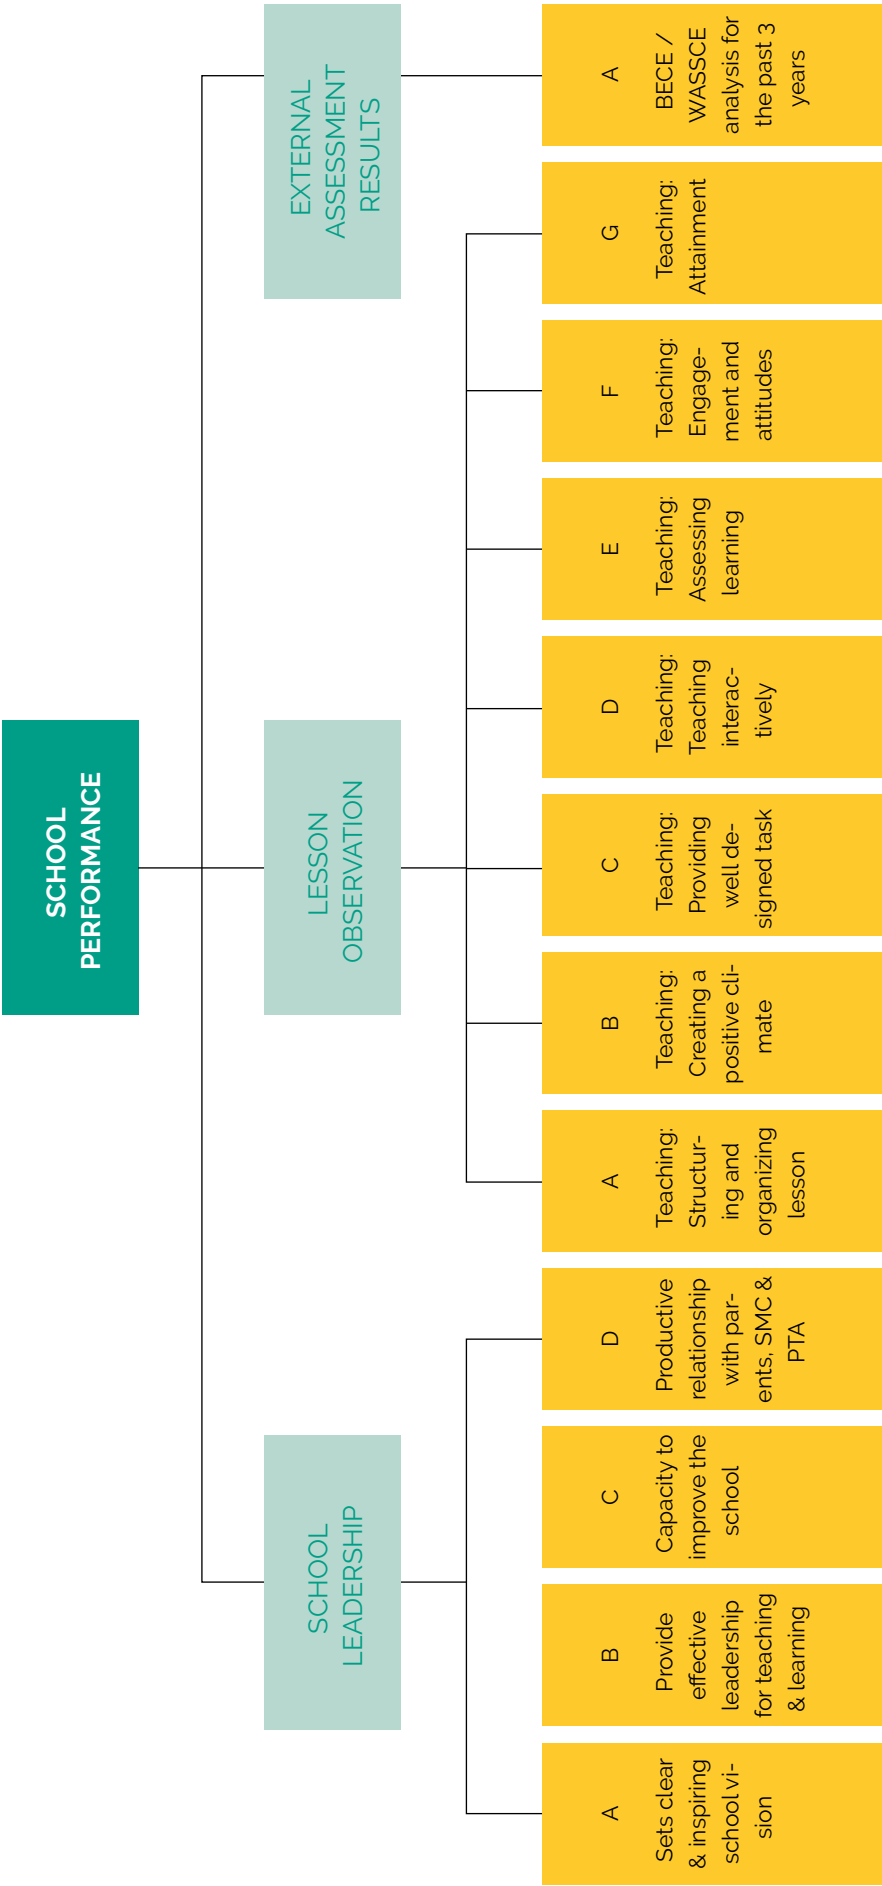 SCHOOL
PERFORMANCE
SCHOOL
LEADERSHIP
LESSON
OBSERVATION
EXTERNAL
ASSESSMENT
RESULTS
A
Sets clear
& inspiring
school vi-
sion
B
Provide
effective
leadership
for teaching
& learning
C
Capacity to
improve the
school
D
Productive
relationship
with par-
ents, SMC &
PTA
A
Teaching:
Structur-
ing and
organizing
lesson
B
Teaching:
Creating a
positive cli-
mate
C
Teaching:
Providing
well de-
signed task
D
Teaching:
Teaching
interac-
tively
E
Teaching:
Assessing
learning
F
Teaching:
Engage-
ment and
attitudes
G
Teaching:
Attainment
A
BECE /
WASSCE
analysis for
the past 3
years